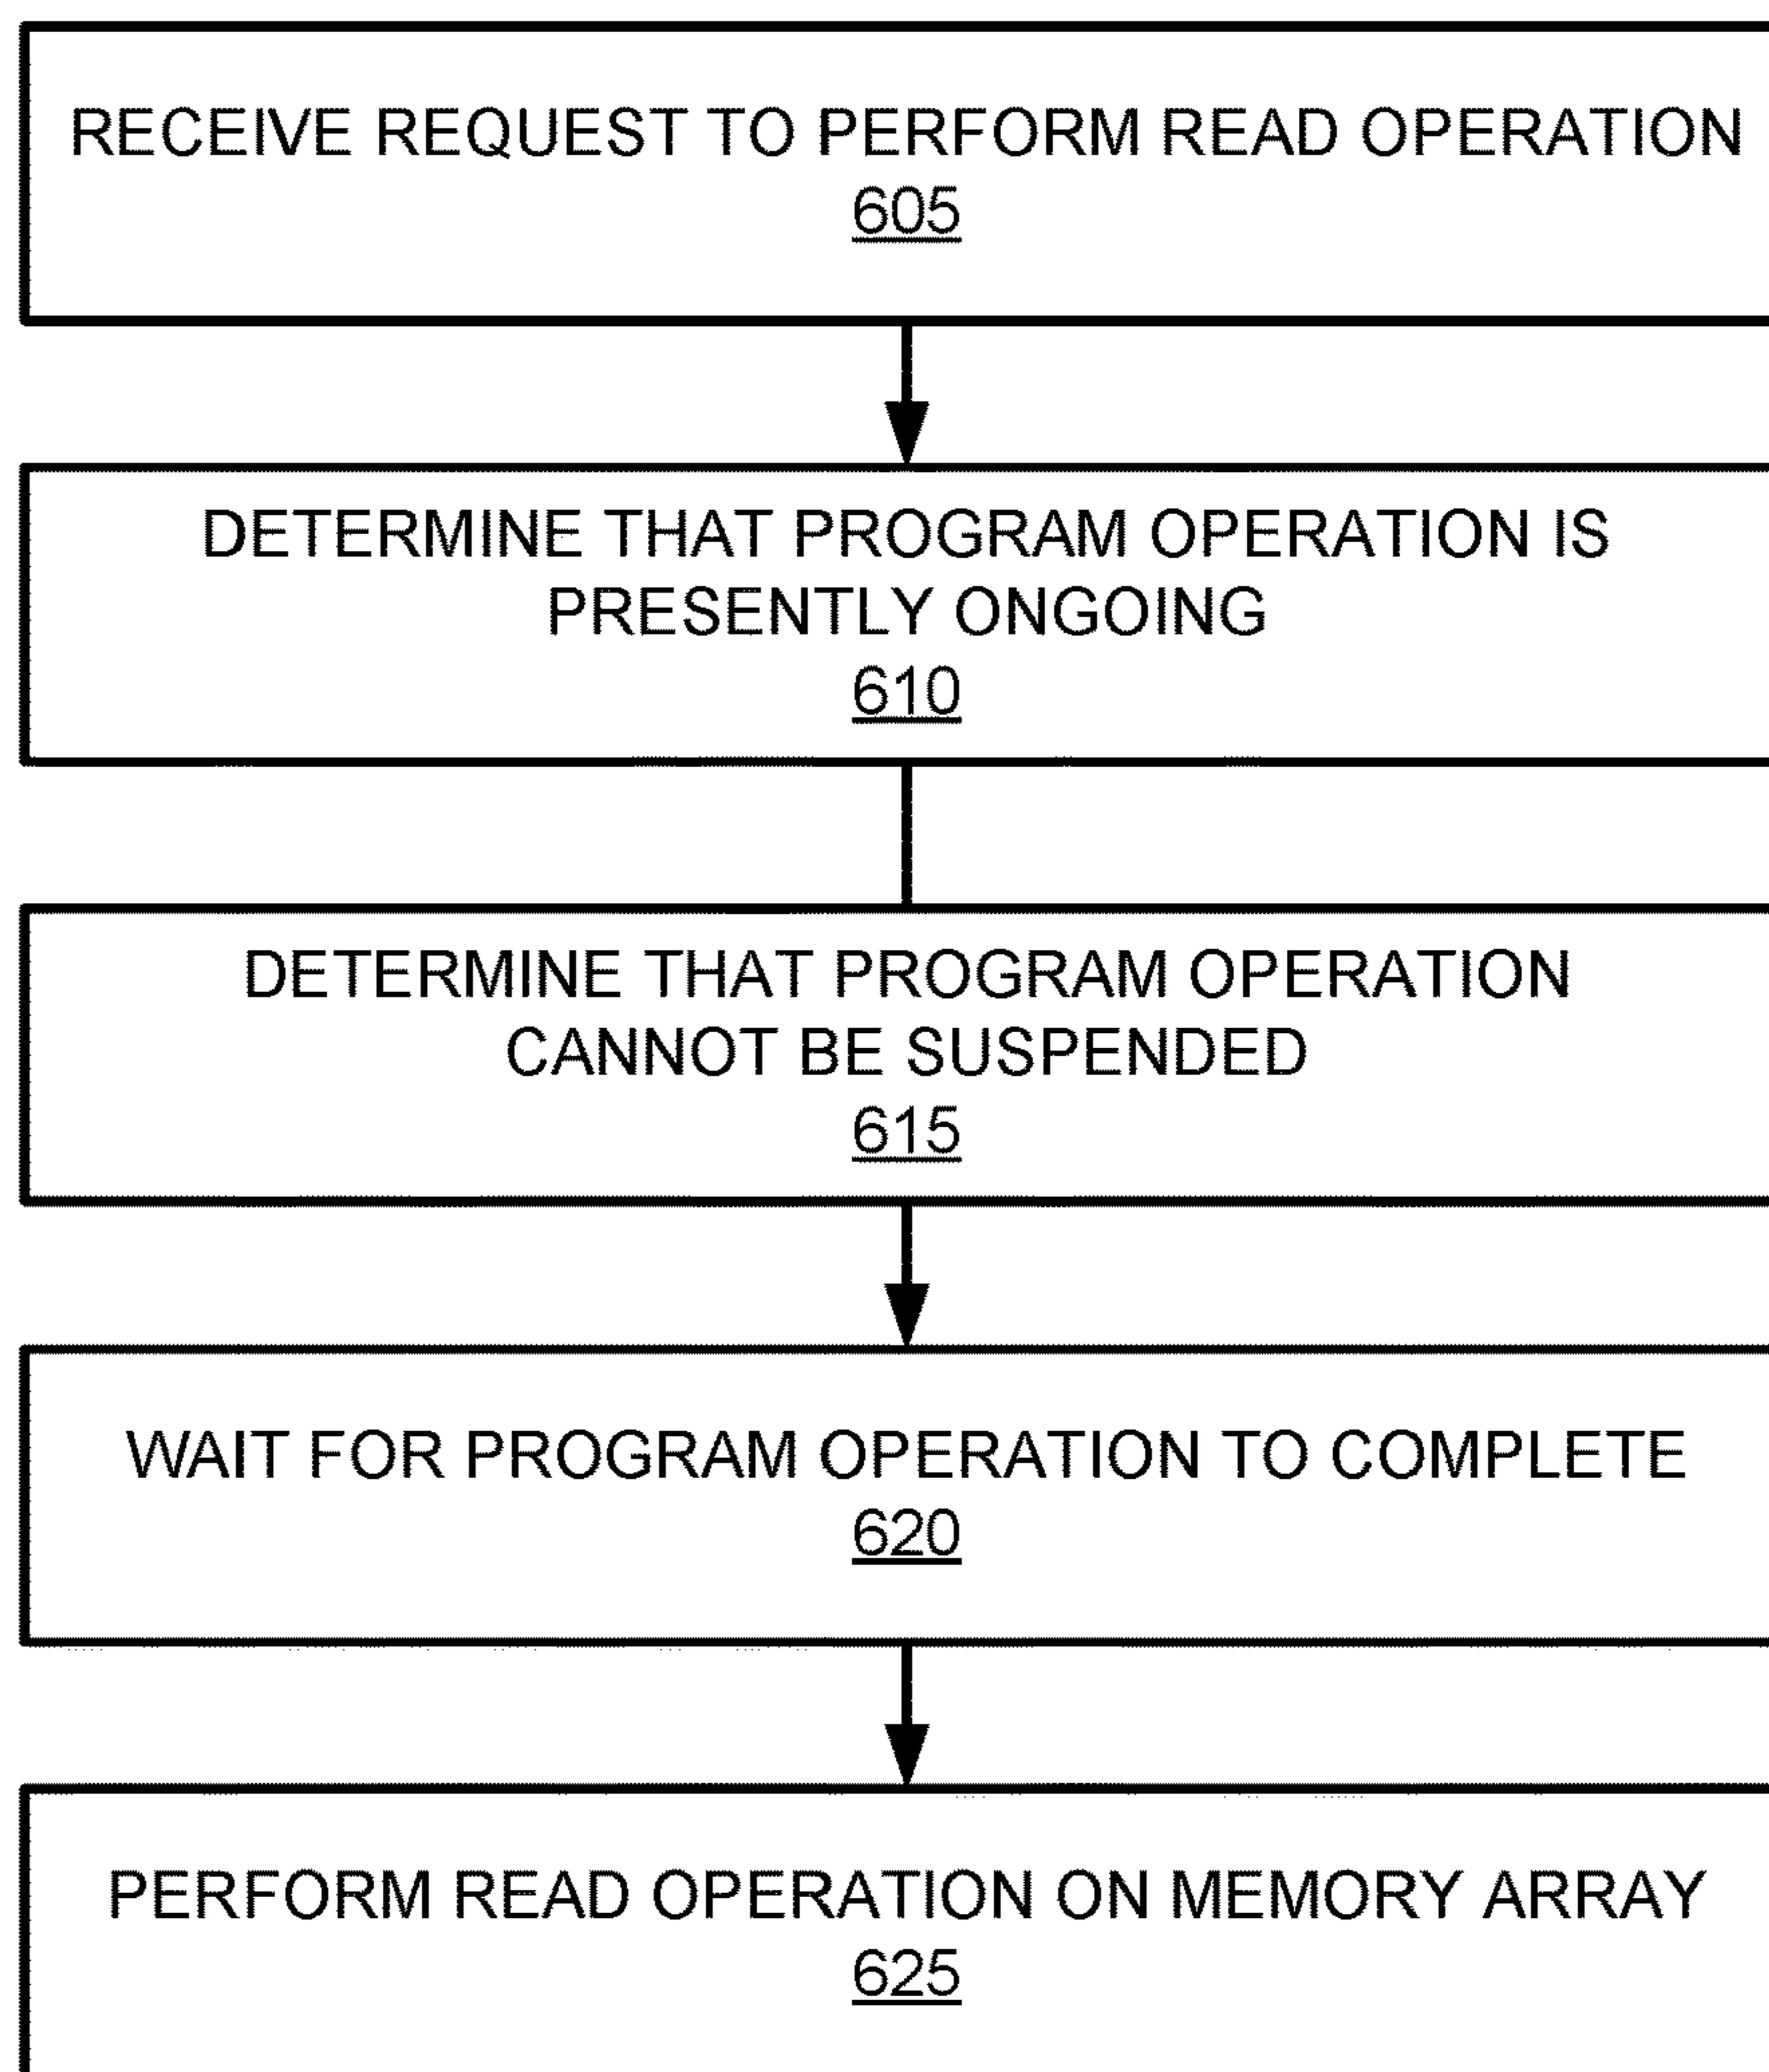 RECEIVE REQUEST TO PERFORM READ OPERATION
605
DETERMINE THAT PROGRAM OPERATION IS
PRESENTLY ONGOING
610
DETERMINE THAT PROGRAM OPERATION
CANNOT BE SUSPENDED
615
WAIT FOR PROGRAM OPERATION TO COMPLETE
620
PERFORM READ OPERATION ON MEMORY ARRAY
625